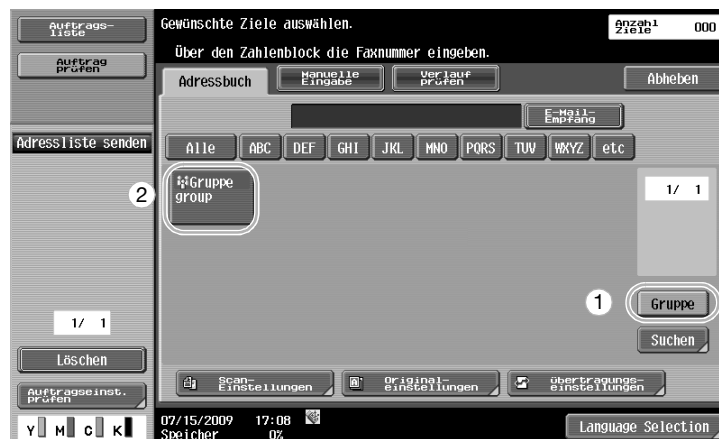 Auftrags-
liste
Auftrag
prüfen
Adressliste senden
1/ 1
Löschen
Auftragseinst.
prüfen
Y M C K
Gewünschte Ziele auswählen.
Über den Zahlenblock die Faxnummer eingeben.
Anzahl
Ziele 000
Adressbuch
Manuelle
Eingabe
Verlauf
prüfen
Abheben
E-Mail-
Empfang
Alle ABC DEF GHI JKL MNO PQRS TUV WXYZ etc
2
Gruppe
group
1/ 1
1
Gruppe
Suchen
Scan-
Einstellungen
Original-
einstellungen
übertragungs-
einstellungen
07/15/2009 17:08
Speicher 0%
Language Selection